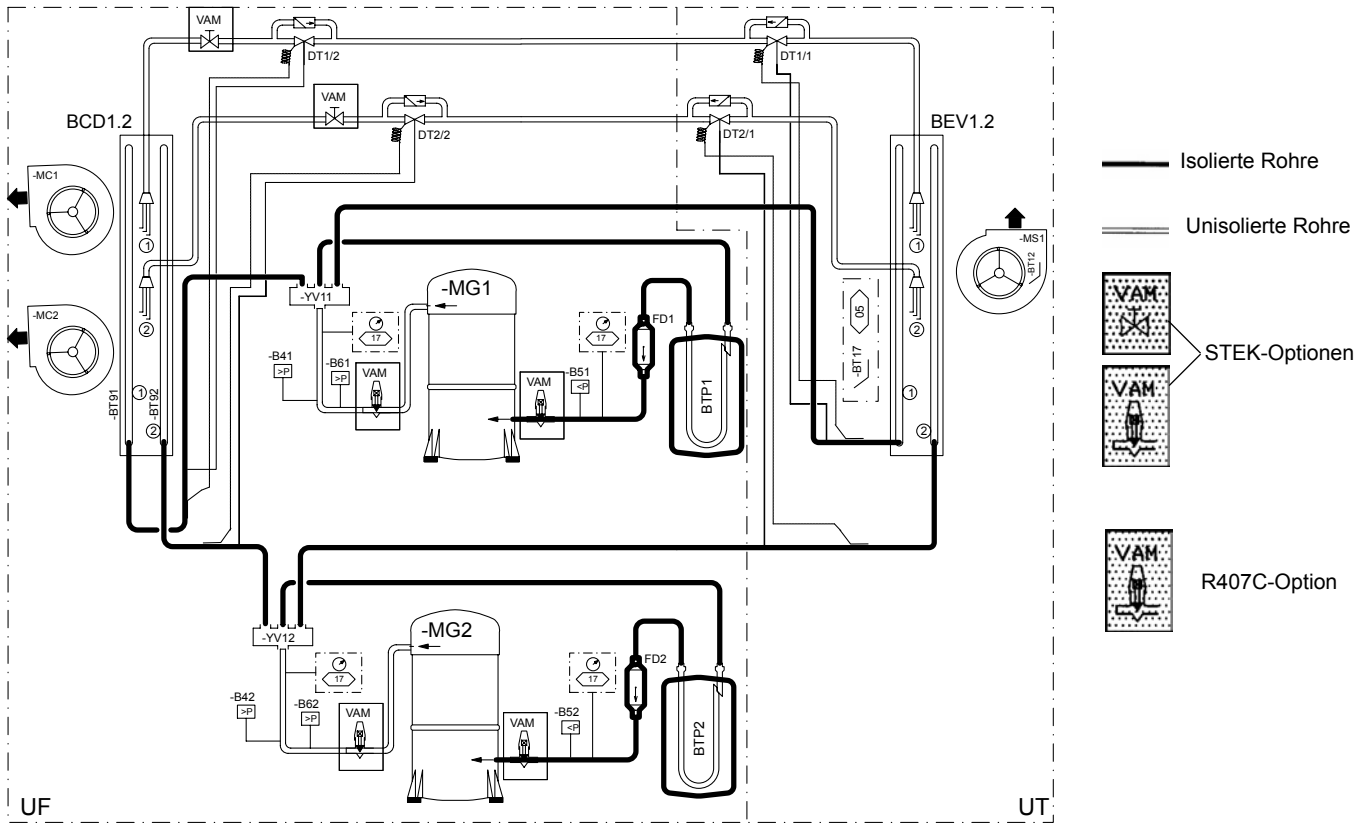 VAM
DT1/2
DT1/1
VAM
DT2/2
DT2/1
BCD1.2
BEV1.2
-MC1
-MC2
1
2
1
2
-BT91
-BT92
-YV11
-MG1
17
17
-B41
>P
-B61
>P
VAM
VAM
-B51
<P
FD1
BTP1
05
-BT17
1
2
1
2
-MS1
-BT12
-YV12
-MG2
17
17
-B42
>P
-B62
>P
VAM
VAM
-B52
<P
FD2
BTP2
UF
UT
Isolierte Rohre
Unisolierte Rohre
VAM
STEK-Optionen
VAM
VAM
R407C-Option